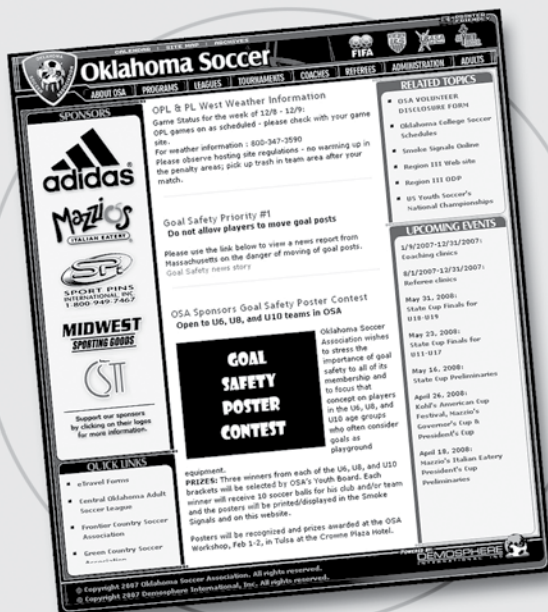 PRINTER
FRIENDLY
CALENDAR | SITE MAP | ARCHIVES
Oklahoma Soccer
FIFA
ABOUT OSA PROGRAMS LEAGUES TOURNAMENTS COACHES REFEREES ADMINISTRATION ADULTS
SPONSORS
adidas
Mazzio's
ITALIAN EATERY
SPI
SPORT PINS
INTERNATIONAL, INC.
1-800-949-7467
MIDWEST
SPORTING GOODS
Support our sponsors
by clicking on their logos
for more information.
QUICK LINKS
eTravel Forms
Central Oklahoma Adult
Soccer League
Frontier Country Soccer
Association
Green Country Soccer
Association
OPL & PL West Weather Information
Game Status for the week of 12/8 - 12/9:
OPL games on as scheduled - please check with your game
site.
For weather information : 800-347-3590
Please observe hosting site regulations - no warming up in
the penalty areas; pick up trash in team area after your
match.
Goal Safety Priority #1
Do not allow players to move goal posts
Please use the link below to view a news report from
Massachusetts on the danger of moving of goal posts.
Goal Safety news story
OSA Sponsors Goal Safety Poster Contest
Open to U6, U8, and U10 teams in OSA
GOAL
SAFETY
POSTER
CONTEST
Oklahoma Soccer
Association wishes
to stress the
importance of goal
safety to all of its
membership and
to focus that
concept on players
in the U6, U8, and
U10 age groups
who often consider
goals as
playground
equipment.
PRIZES: Three winners from each of the U6, U8, and U10
brackets will be selected by OSA's Youth Board. Each
winner will receive 10 soccer balls for his club and/or team
and the posters will be printed/displayed in the Smoke
Signals and on this website.
Posters will be recognized and prizes awarded at the OSA
Workshop, Feb 1-2, in Tulsa at the Crowne Plaza Hotel.
RELATED TOPICS
OSA VOLUNTEER
DISCLOSURE FORM
Oklahoma College Soccer
Schedules
Smoke Signals Online
Region III Web site
Region III ODP
US Youth Soccer's
National Championships
UPCOMING EVENTS
1/9/2007-12/31/2007:
Coaching clinics
8/1/2007-12/31/2007:
Referee clinics
May 31, 2008:
State Cup Finals for
U18-U19
May 23, 2008:
State Cup Finals for
U11-U17
May 16, 2008:
State Cup Preliminaries
April 26, 2008:
Kohl's American Cup
Festival, Mazzio's
Governor's Cup &
President's Cup
April 18, 2008:
Mazzio's Italian Eatery
President's Cup
Preliminaries
POWERED BY
DEMOSPHERE
INTERNATIONAL, INC.
© Copyright 2007 Oklahoma Soccer Association. All rights reserved.
© Copyright 2007 Demosphere International, Inc. All rights reserved.